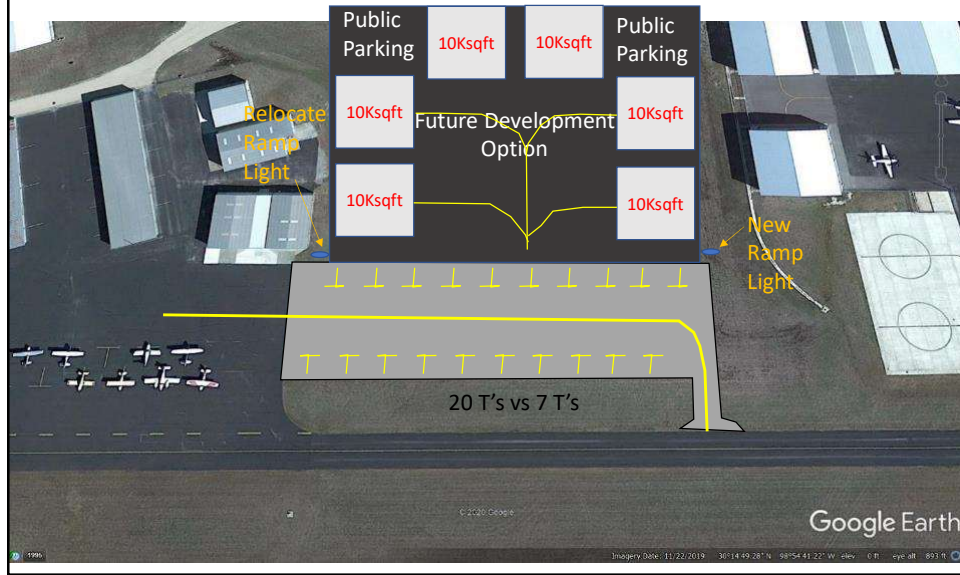 Public
Parking
10Ksqft
10Ksqft
Public
Parking
10Ksqft
10Ksqft
Relocate
Ramp
Light
Future Development
Option
10Ksqft
10Ksqft
New
Ramp
Light
20 T’s vs 7 T’s
© 2020 Google
Google Earth
1995
Imagery Date: 11/22/2019 30°14'49.28" N 98°54'41.22" W elev 0 ft eye alt 893 ft